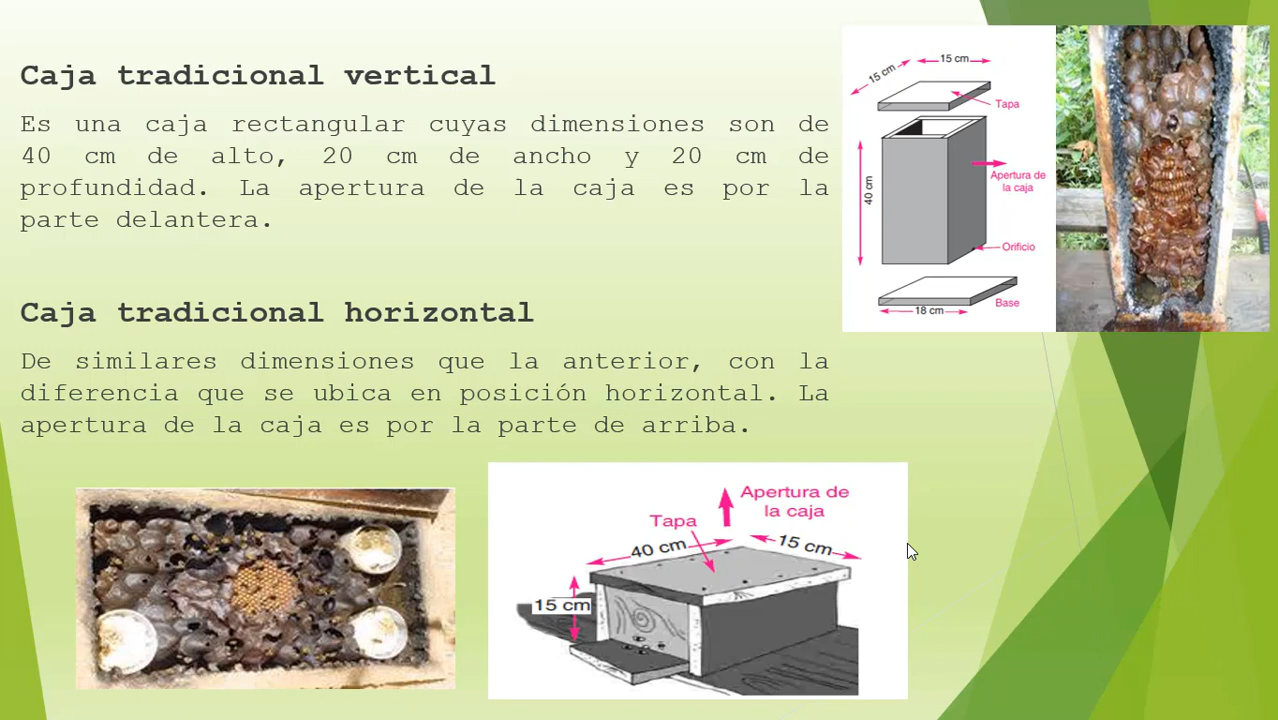 Caja tradicional vertical
Es una caja rectangular cuyas dimensiones son de
40 cm de alto, 20 cm de ancho y 20 cm de
profundidad. La apertura de la caja es por la
parte delantera.
15 cm
15 cm
Tapa
40 cm
Apertura de
la caja
Orificio
Base
18 cm
Caja tradicional horizontal
De similares dimensiones que la anterior, con la
diferencia que se ubica en posición horizontal. La
apertura de la caja es por la parte de arriba.
Apertura de
la caja
Tapa
40 cm
15 cm
15 cm